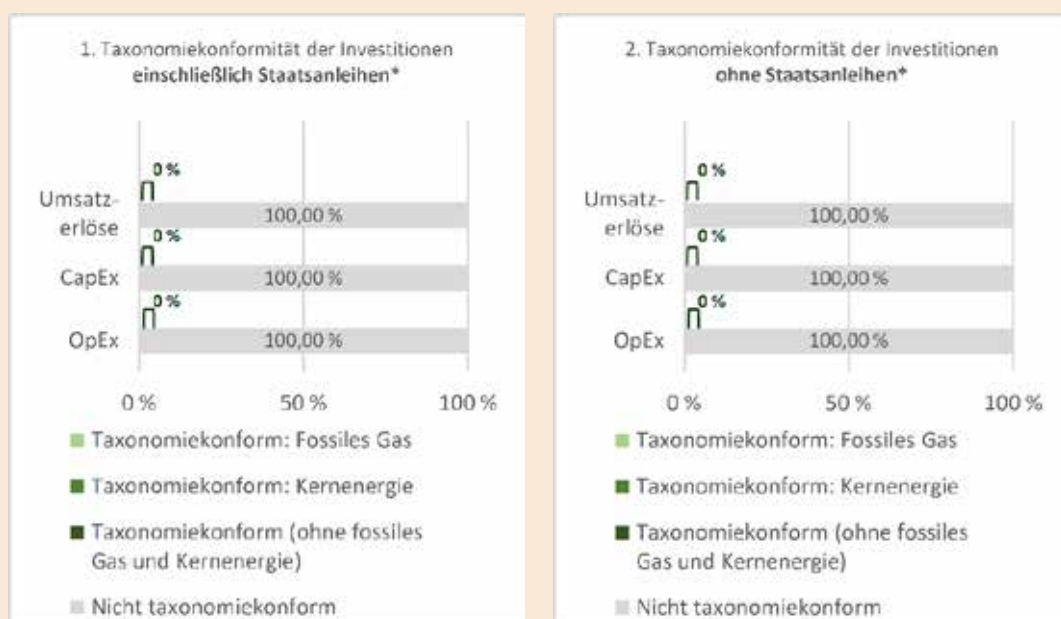 1. Taxonomiekonformität der Investitionen
einschließlich Staatsanleihen*
0 %
Umsatz-
erlöse
100,00 %
0 %
CapEx
100,00 %
0 %
OpEx
100,00 %
0 %
50 %
100 %
Taxonomiekonform: Fossiles Gas
Taxonomiekonform: Kernenergie
Taxonomiekonform (ohne fossiles
Gas und Kernenergie)
Nicht taxonomiekonform
2. Taxonomiekonformität der Investitionen
ohne Staatsanleihen*
0 %
Umsatz-
erlöse
100,00 %
0 %
CapEx
100,00 %
0 %
OpEx
100,00 %
0 %
50 %
100 %
Taxonomiekonform: Fossiles Gas
Taxonomiekonform: Kernenergie
Taxonomiekonform (ohne fossiles
Gas und Kernenergie)
Nicht taxonomiekonform